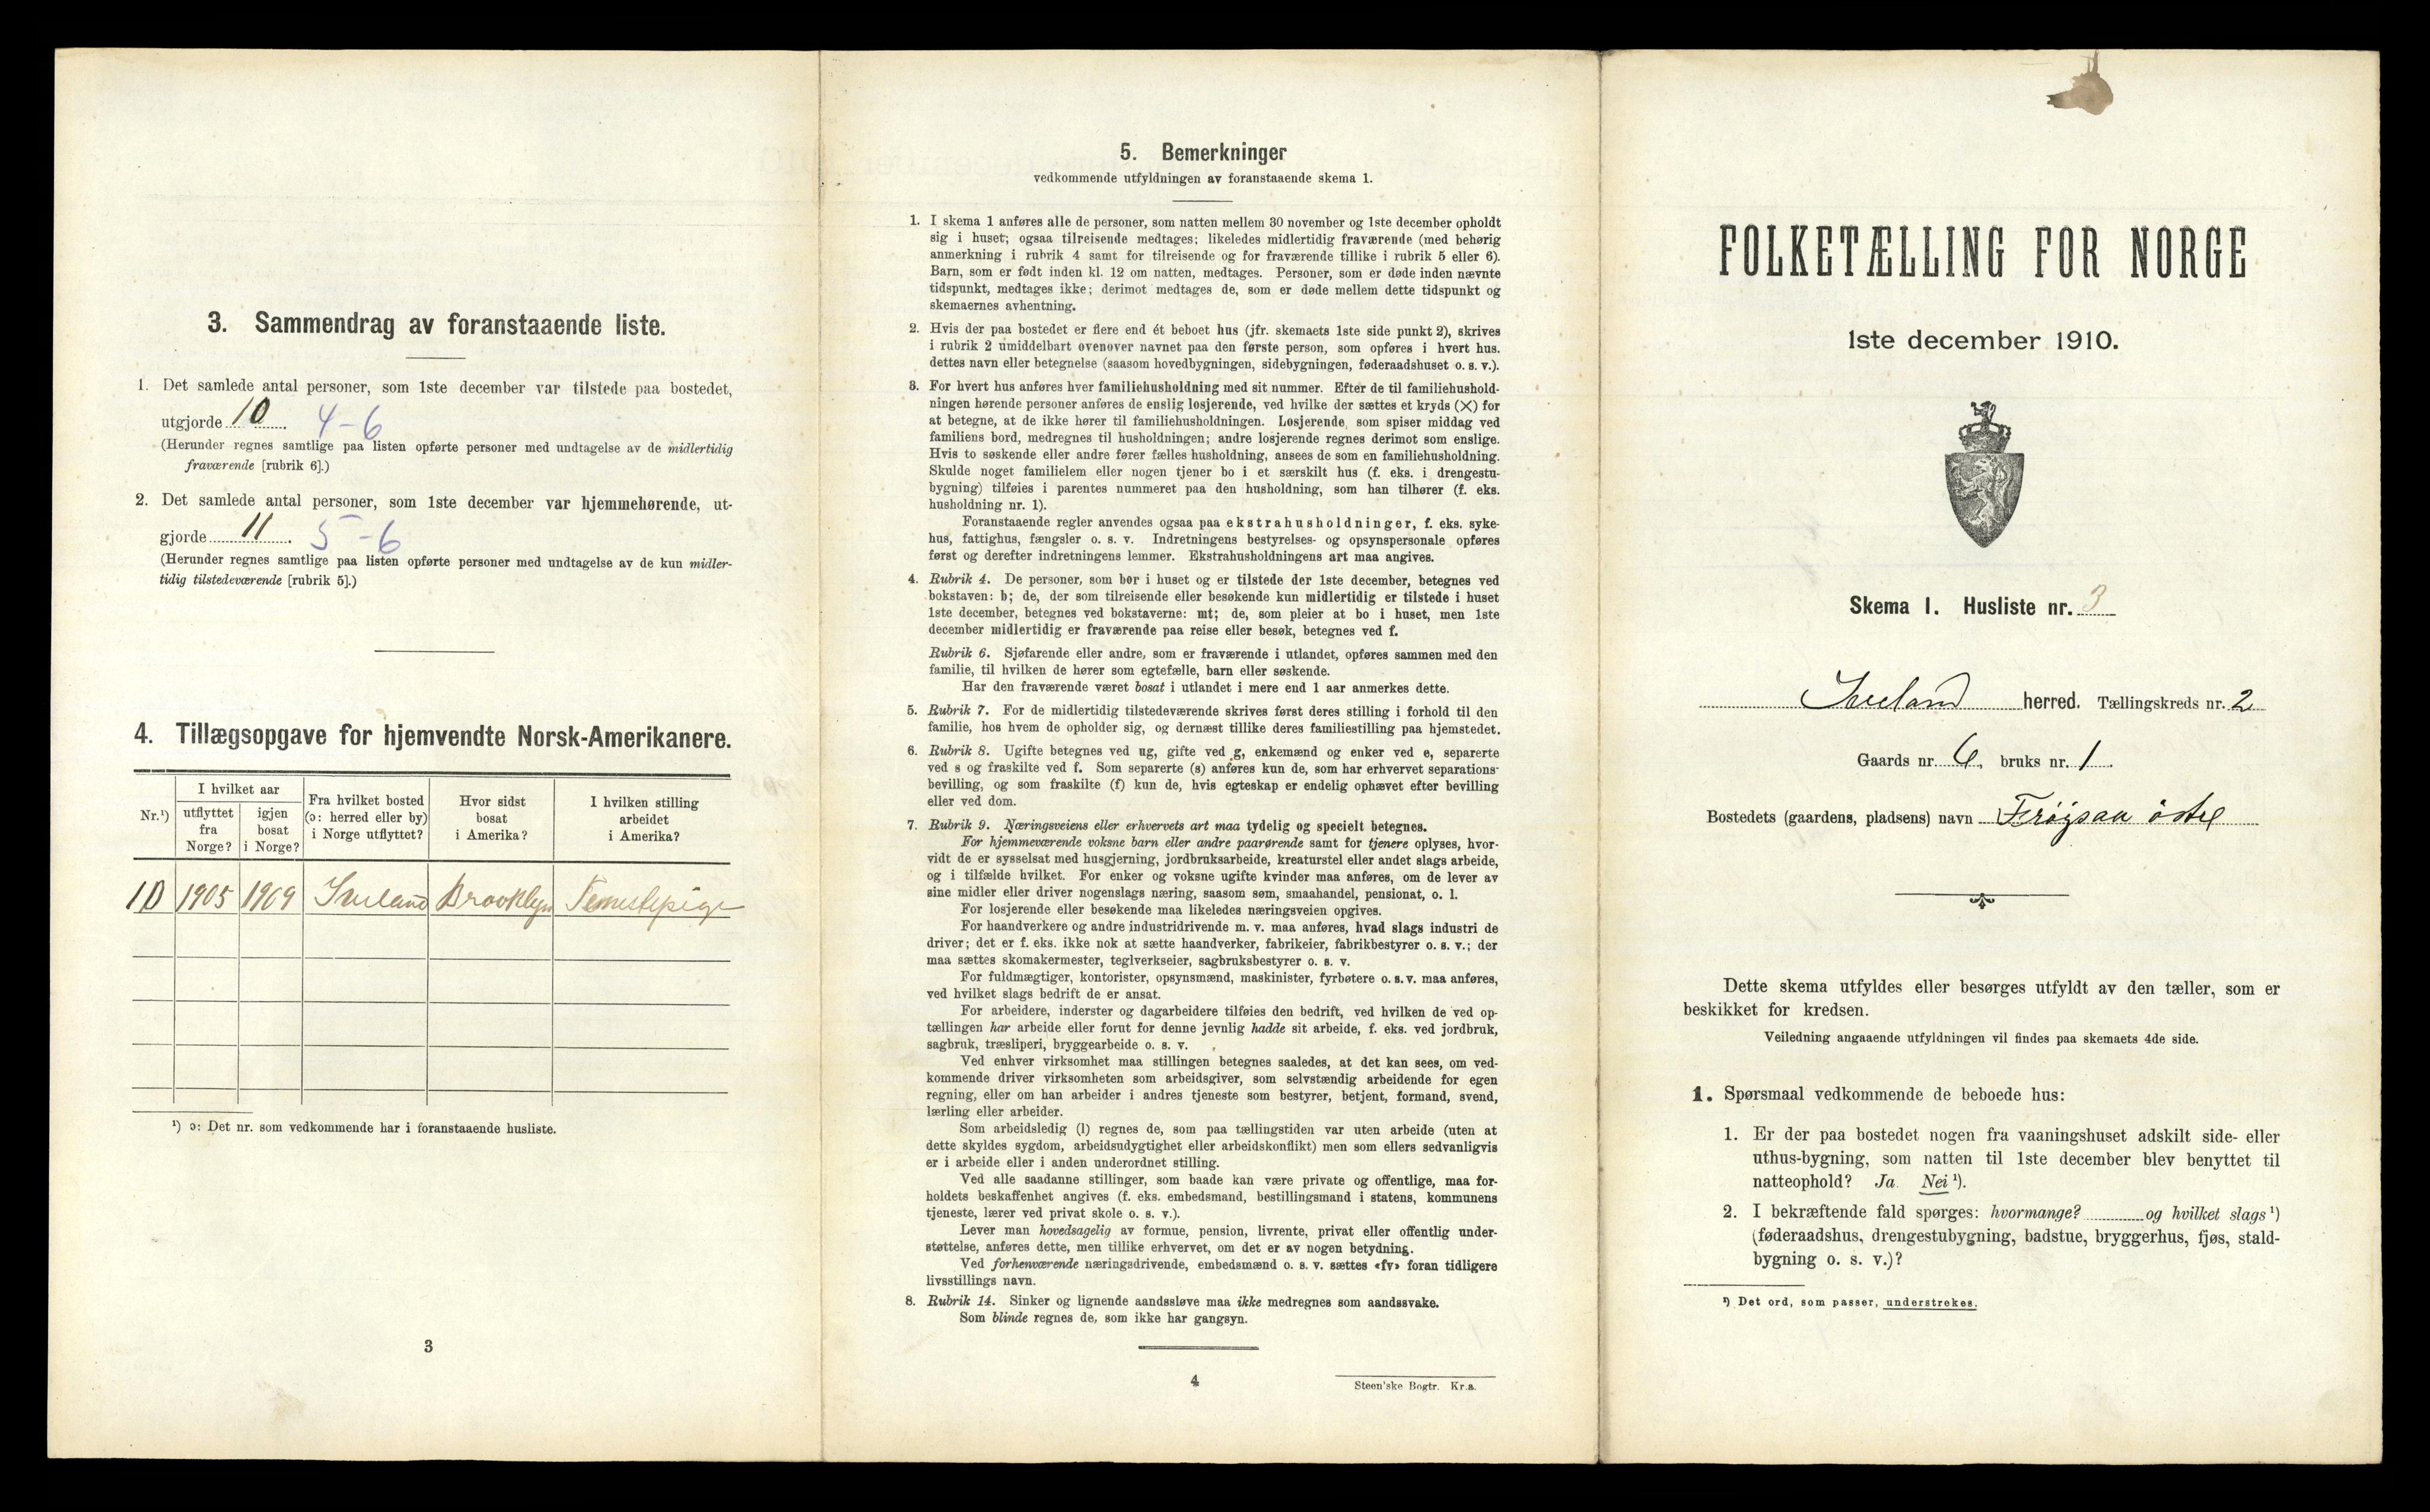 3. Sammendrag av foranstaaende liste.
1. Det samlede antal personer, som 1ste december var tilstede paa bostedet,
utgjorde 10. 4-6
(Herunder regnes samtlige paa listen opførte personer med undtagelse av de midlertidig
fraværende [rubrik 6].)
2. Det samlede antal personer, som 1ste december var hjemmehørende, ut-
gjorde 11. 5-6
(Herunder regnes samtlige paa listen opførte personer med undtagelse av de kun midler-
tidig tilstedeværende [rubrik 5].)
4. Tillægsopgave for hjemvendte Norsk-Amerikanere.
Nr.¹)
I hvilket aar
utflyttet
fra
Norge?
igjen
bosat
i Norge?
Fra hvilket bosted
(ɔ: herred eller by)
i Norge utflyttet?
Hvor sidst
bosat
i Amerika?
I hvilken stilling
arbeidet
i Amerika?
10 1905 1909 Iveland Brooklyn Tjenestepige
¹) ɔ: Det nr. som vedkommende har i foranstaaende husliste.
3
5. Bemerkninger
vedkommende utfyldningen av foranstaaende skema 1.
1. I skema 1 anføres alle de personer, som natten mellem 30 november og 1ste december opholdt
sig i huset; ogsaa tilreisende medtages; likeledes midlertidig fraværende (med behørig
anmerkning i rubrik 4 samt for tilreisende og for fraværende tillike i rubrik 5 eller 6).
Barn, som er født inden kl. 12 om natten, medtages. Personer, som er døde inden nævnte
tidspunkt, medtages ikke; derimot medtages de, som er døde mellem dette tidspunkt og
skemaernes avhentning.
2. Hvis der paa bostedet er flere end ét beboet hus (jfr. skemaets 1ste side punkt 2), skrives
i rubrik 2 umiddelbart ovenover navnet paa den første person, som opføres i hvert hus.
dettes navn eller betegnelse (saasom hovedbygningen, sidebygningen, føderaadshuset o. s. v.).
3. For hvert hus anføres hver familiehusholdning med sit nummer. Efter de til familiehushold-
ningen hørende personer anføres de enslig losjerende, ved hvilke der sættes et kryds (×) for
at betegne, at de ikke hører til familiehusholdningen. Losjerende, som spiser middag ved
familiens bord, medregnes til husholdningen; andre losjerende regnes derimot som enslige.
Hvis to søskende eller andre fører fælles husholdning, ansees de som en familiehusholdning.
Skulde noget familielem eller nogen tjener bo i et særskilt hus (f. eks. i drengestu-
bygning) tilføies i parentes nummeret paa den husholdning, som han tilhører (f. eks.
husholdning nr. 1).
Foranstaaende regler anvendes ogsaa paa ekstrahusholdninger, f. eks. syke-
hus, fattighus, fængsler o. s. v. Indretningens bestyrelses- og opsynspersonale opføres
først og derefter indretningens lemmer. Ekstrahusholdningens art maa angives.
4. Rubrik 4. De personer, som bor i huset og er tilstede der 1ste december, betegnes ved
bokstaven: b; de, der som tilreisende eller besøkende kun midlertidig er tilstede i huset
1ste december, betegnes ved bokstaverne: mt; de, som pleier at bo i huset, men 1ste
december midlertidig er fraværende paa reise eller besøk, betegnes ved f.
Rubrik 6. Sjøfarende eller andre, som er fraværende i utlandet, opføres sammen med den
familie, til hvilken de hører som egtefælle, barn eller søskende.
Har den fraværende været bosat i utlandet i mere end 1 aar anmerkes dette.
5. Rubrik 7. For de midlertidig tilstedeværende skrives først deres stilling i forhold til den
familie, hos hvem de opholder sig, og dernæst tillike deres familiestilling paa hjemstedet.
6. Rubrik 8. Ugifte betegnes ved ug, gifte ved g, enkemænd og enker ved e, separerte
ved s og fraskilte ved f. Som separerte (s) anføres kun de, som har erhvervet separations-
bevilling, og som fraskilte (f) kun de, hvis egteskap er endelig ophævet efter bevilling
eller ved dom.
7. Rubrik 9. Næringsveiens eller erhvervets art maa tydelig og specielt betegnes.
For hjemmeværende voksne barn eller andre paarørende samt for tjenere oplyses, hvor-
vidt de er sysselsat med husgjerning, jordbruksarbeide, kreaturstel eller andet slags arbeide,
og i tilfælde hvilket. For enker og voksne ugifte kvinder maa anføres, om de lever av
sine midler eller driver nogenslags næring, saasom søm, smaahandel, pensionat, o. l.
For losjerende eller besøkende maa likeledes næringsveien opgives.
For haandverkere og andre industridrivende m. v. maa anføres, hvad slags industri de
driver; det er f. eks. ikke nok at sætte haandverker, fabrikeier, fabrikbestyrer o. s. v.; der
maa sættes skomakermester, teglverkseier, sagbruksbestyrer o. s. v.
For fuldmægtiger, kontorister, opsynsmænd, maskinister, fyrbøtere o. s. v. maa anføres,
ved hvilket slags bedrift de er ansat.
For arbeidere, inderster og dagarbeidere tilføies den bedrift, ved hvilken de ved op-
tællingen har arbeide eller forut for denne jevnlig hadde sit arbeide, f. eks. ved jordbruk,
sagbruk, træsliperi, bryggearbeide o. s. v.
Ved enhver virksomhet maa stillingen betegnes saaledes, at det kan sees, om ved-
kommende driver virksomheten som arbeidsgiver, som selvstændig arbeidende for egen
regning, eller om han arbeider i andres tjeneste som bestyrer, betjent, formand, svend,
lærling eller arbeider.
Som arbeidsledig (l) regnes de, som paa tællingstiden var uten arbeide (uten at
dette skyldes sygdom, arbeidsudygtighet eller arbeidskonflikt) men som ellers sedvanligvis
er i arbeide eller i anden underordnet stilling.
Ved alle saadanne stillinger, som baade kan være private og offentlige, maa for-
holdets beskaffenhet angives (f. eks. embedsmand, bestillingsmand i statens, kommunens
tjeneste, lærer ved privat skole o. s. v.).
Lever man hovedsagelig av formue, pension, livrente, privat eller offentlig under-
støttelse, anføres dette, men tillike erhvervet, om det er av nogen betydning.
Ved forhenværende næringsdrivende, embedsmænd o. s. v. sættes «fv» foran tidligere
livsstillings navn.
8. Rubrik 14. Sinker og lignende aandssløve maa ikke medregnes som aandssvake.
Som blinde regnes de, som ikke har gangsyn.
4
Steen'ske Bogtr. Kr.a.
FOLKETÆLLING FOR NORGE
1ste december 1910.
Skema 1. Husliste nr. 3
Iveland herred. Tællingskreds nr. 2
Gaards nr. 6, bruks nr. 1.
Bostedets (gaardens, pladsens) navn Frøysaa östre
Dette skema utfyldes eller besørges utfyldt av den tæller, som er
beskikket for kredsen.
Veiledning angaaende utfyldningen vil findes paa skemaets 4de side.
1. Spørsmaal vedkommende de beboede hus:
1. Er der paa bostedet nogen fra vaaningshuset adskilt side- eller
uthus-bygning, som natten til 1ste december blev benyttet til
natteophold? Ja. Nei ¹).
2. I bekræftende fald spørges: hvormange? og hvilket slags ¹)
(føderaadshus, drengestubygning, badstue, bryggerhus, fjøs, stald-
bygning o. s. v.)?
¹) Det ord, som passer, understrekes.